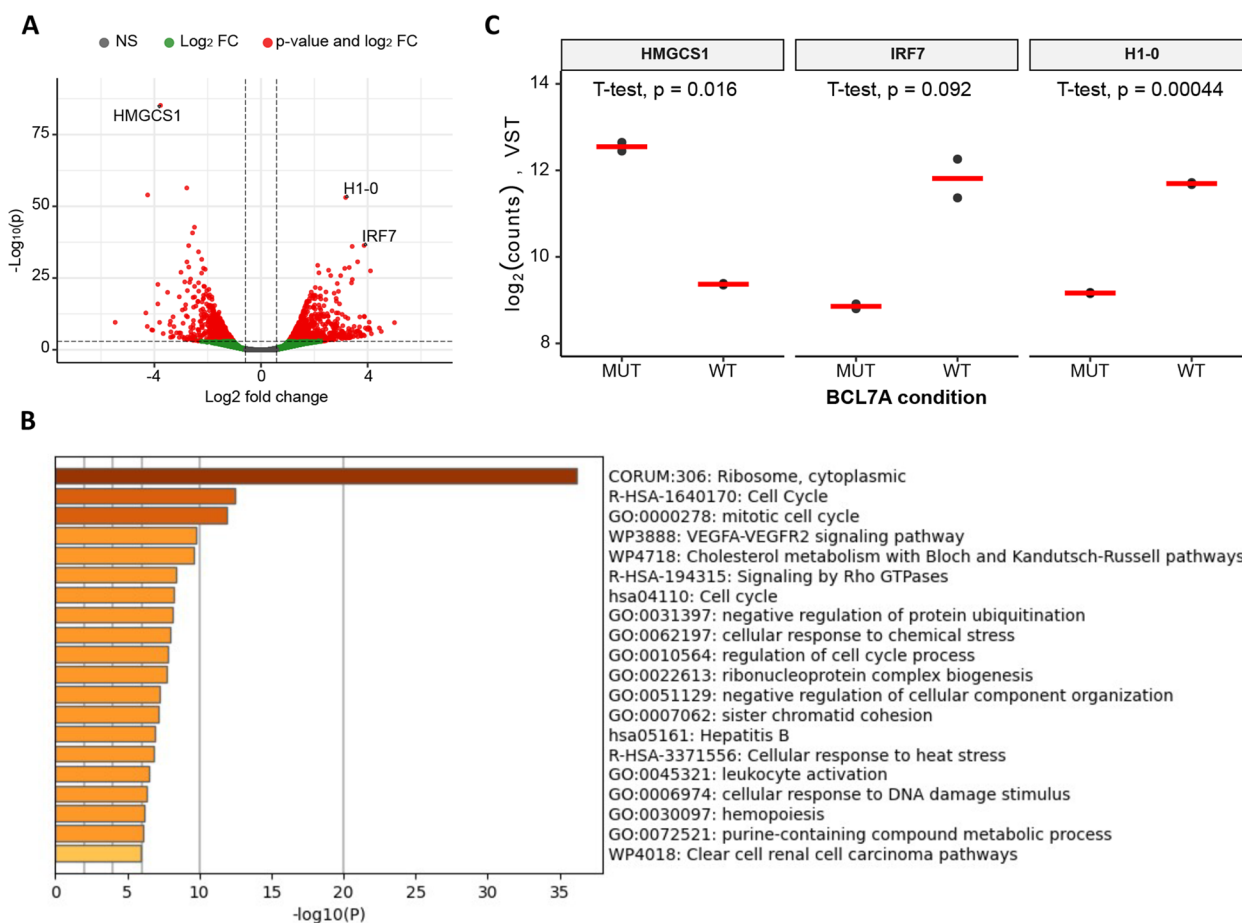 A
NS Log₂ FC p-value and log₂ FC
-Log₁₀(p)
75
50
25
0
HMGCS1
H1-0
IRF7
-4 0 4
Log2 fold change
C
HMGCS1 IRF7 H1-0
T-test, p = 0.016 T-test, p = 0.092 T-test, p = 0.00044
log₂(counts) , VST
14
12
10
8
MUT WT MUT WT MUT WT
BCL7A condition
B
CORUM:306: Ribosome, cytoplasmic
R-HSA-1640170: Cell Cycle
GO:0000278: mitotic cell cycle
WP3888: VEGFA-VEGFR2 signaling pathway
WP4718: Cholesterol metabolism with Bloch and Kandutsch-Russell pathways
R-HSA-194315: Signaling by Rho GTPases
hsa04110: Cell cycle
GO:0031397: negative regulation of protein ubiquitination
GO:0062197: cellular response to chemical stress
GO:0010564: regulation of cell cycle process
GO:0022613: ribonucleoprotein complex biogenesis
GO:0051129: negative regulation of cellular component organization
GO:0007062: sister chromatid cohesion
hsa05161: Hepatitis B
R-HSA-3371556: Cellular response to heat stress
GO:0045321: leukocyte activation
GO:0006974: cellular response to DNA damage stimulus
GO:0030097: hemopoiesis
GO:0072521: purine-containing compound metabolic process
WP4018: Clear cell renal cell carcinoma pathways
0 5 10 15 20 25 30 35
-log10(P)